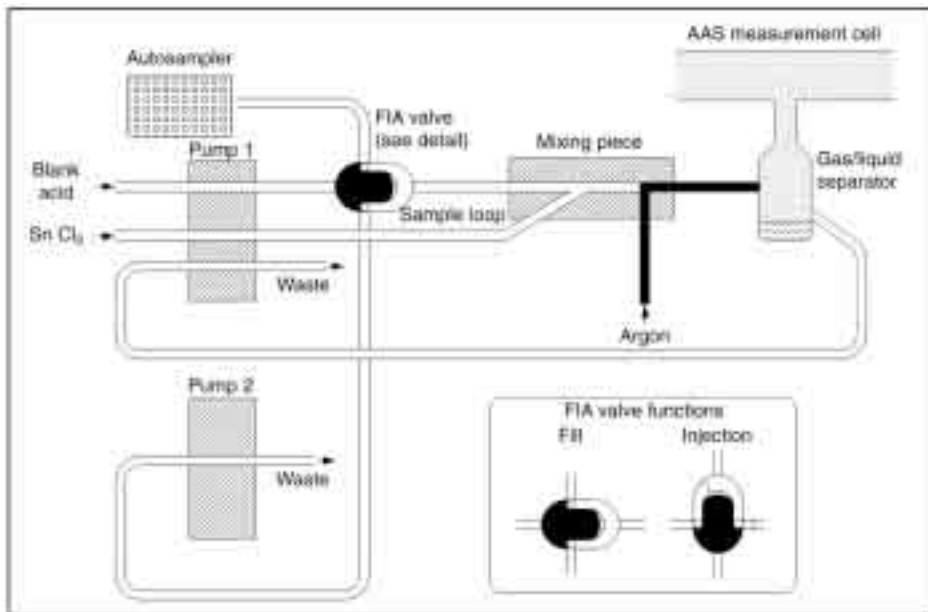 AAS measurement cell
Autosampler
FIA valve
(see detail)
Mixing piece
Pump 1
Gas/liquid
separator
Blank
acid
Sample loop
Sn Cl₂
Waste
Argon
Pump 2
FIA valve functions
Fill
Injection
Waste